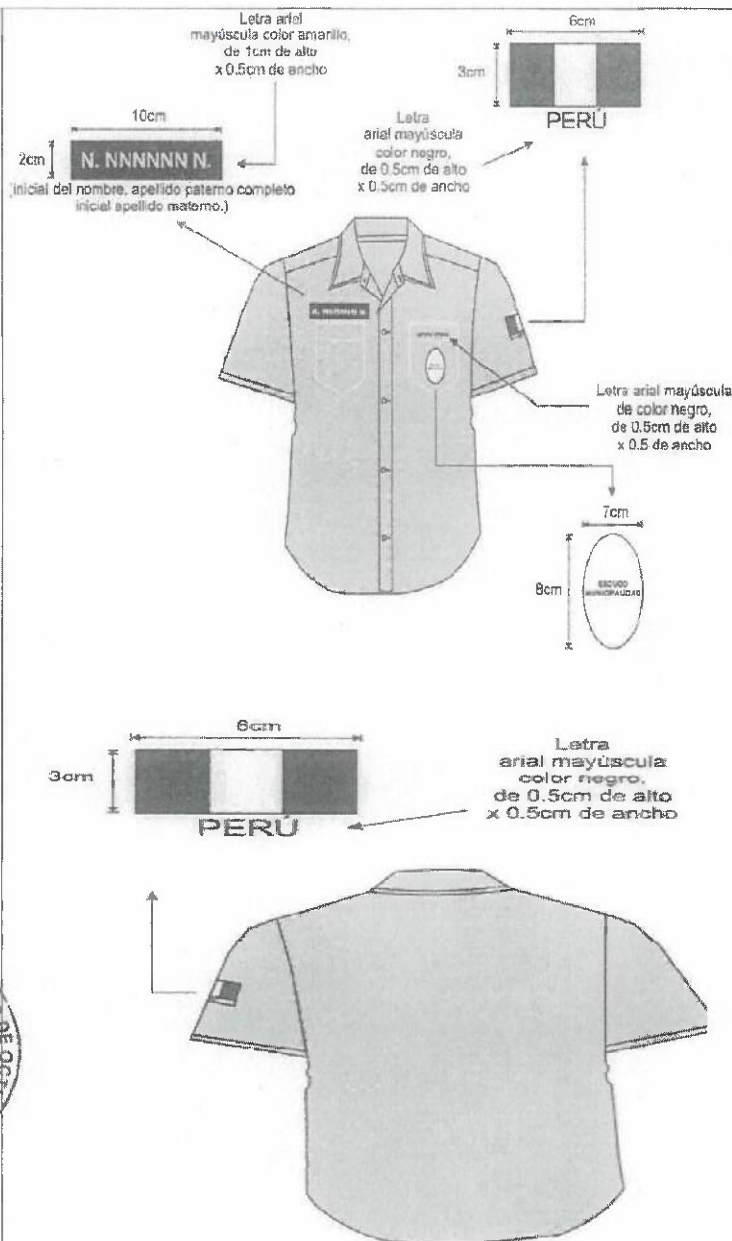 Letra ariel
mayúscula color amarillo,
de 1cm de alto
x 0.5cm de ancho
10cm
2cm
N. NNNNNN N.
(inicial del nombre, apellido paterno completo
inicial apellido materno.)
6cm
3cm
PERÚ
Letra
arial mayúscula
color negro,
de 0.5cm de alto
x 0.5cm de ancho
N. NNNNNN N.
Letra arial mayúscula
de color negro,
de 0.5cm de alto
x 0.5 de ancho
7cm
8cm
ESCUDO
MUNICIPALIDAD
6cm
3cm
PERÚ
Letra
arial mayúscula
color negro,
de 0.5cm de alto
x 0.5cm de ancho